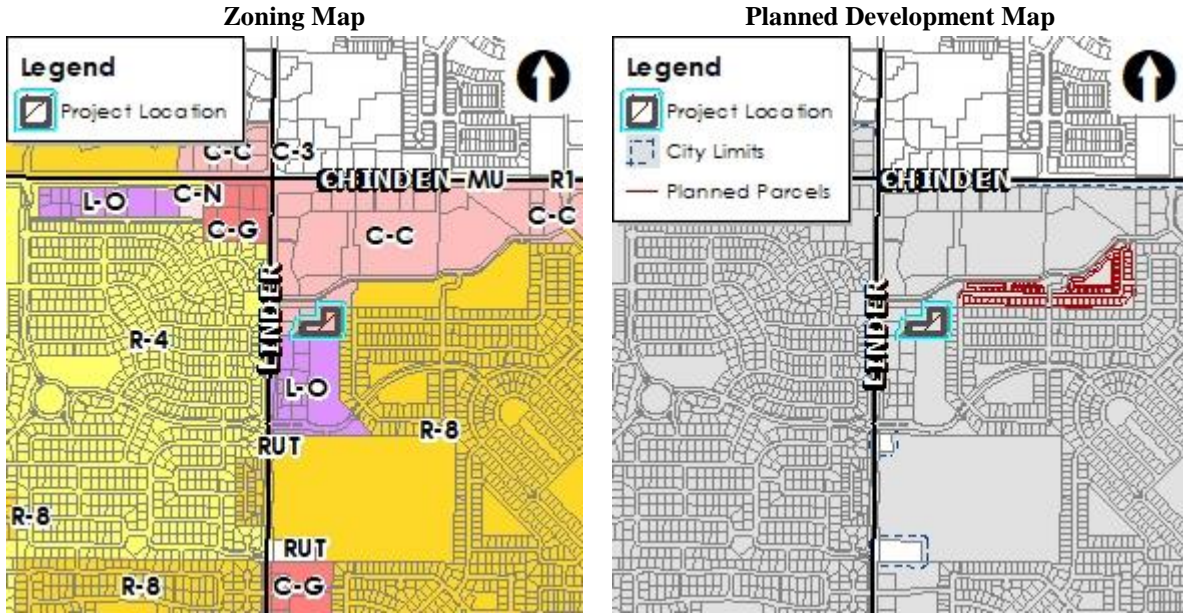 Zoning Map
Legend
Project Location
C-C
C-3
CHINDEN
MU
R1
L-O
C-N
C-G
C-C
C-C
LINDER
R-4
L-O
R-8
RUT
R-8
RUT
R-8
C-G
Planned Development Map
Legend
Project Location
City Limits
Planned Parcels
CHINDEN
LINDER